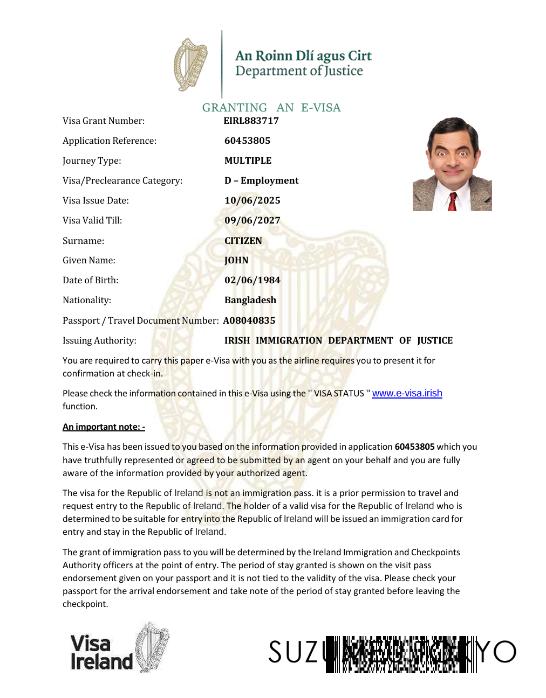 An Roinn Dlí agus Cirt
Department of Justice
GRANTING AN E-VISA
Visa Grant Number: EIRL883717
Application Reference: 60453805
Journey Type: MULTIPLE
Visa/Preclearance Category: D – Employment
Visa Issue Date: 10/06/2025
Visa Valid Till: 09/06/2027
Surname: CITIZEN
Given Name: JOHN
Date of Birth: 02/06/1984
Nationality: Bangladesh
Passport / Travel Document Number: A08040835
Issuing Authority: IRISH IMMIGRATION DEPARTMENT OF JUSTICE
You are required to carry this paper e-Visa with you as the airline requires you to present it for
confirmation at check-in.
Please check the information contained in this e-Visa using the " VISA STATUS " www.e-visa.irish
function.
An important note: -
This e-Visa has been issued to you based on the information provided in application 60453805 which you
have truthfully represented or agreed to be submitted by an agent on your behalf and you are fully
aware of the information provided by your authorized agent.
The visa for the Republic of Ireland is not an immigration pass. it is a prior permission to travel and
request entry to the Republic of Ireland. The holder of a valid visa for the Republic of Ireland who is
determined to be suitable for entry into the Republic of Ireland will be issued an immigration card for
entry and stay in the Republic of Ireland.
The grant of immigration pass to you will be determined by the Ireland Immigration and Checkpoints
Authority officers at the point of entry. The period of stay granted is shown on the visit pass
endorsement given on your passport and it is not tied to the validity of the visa. Please check your
passport for the arrival endorsement and take note of the period of stay granted before leaving the
checkpoint.
Visa
Ireland